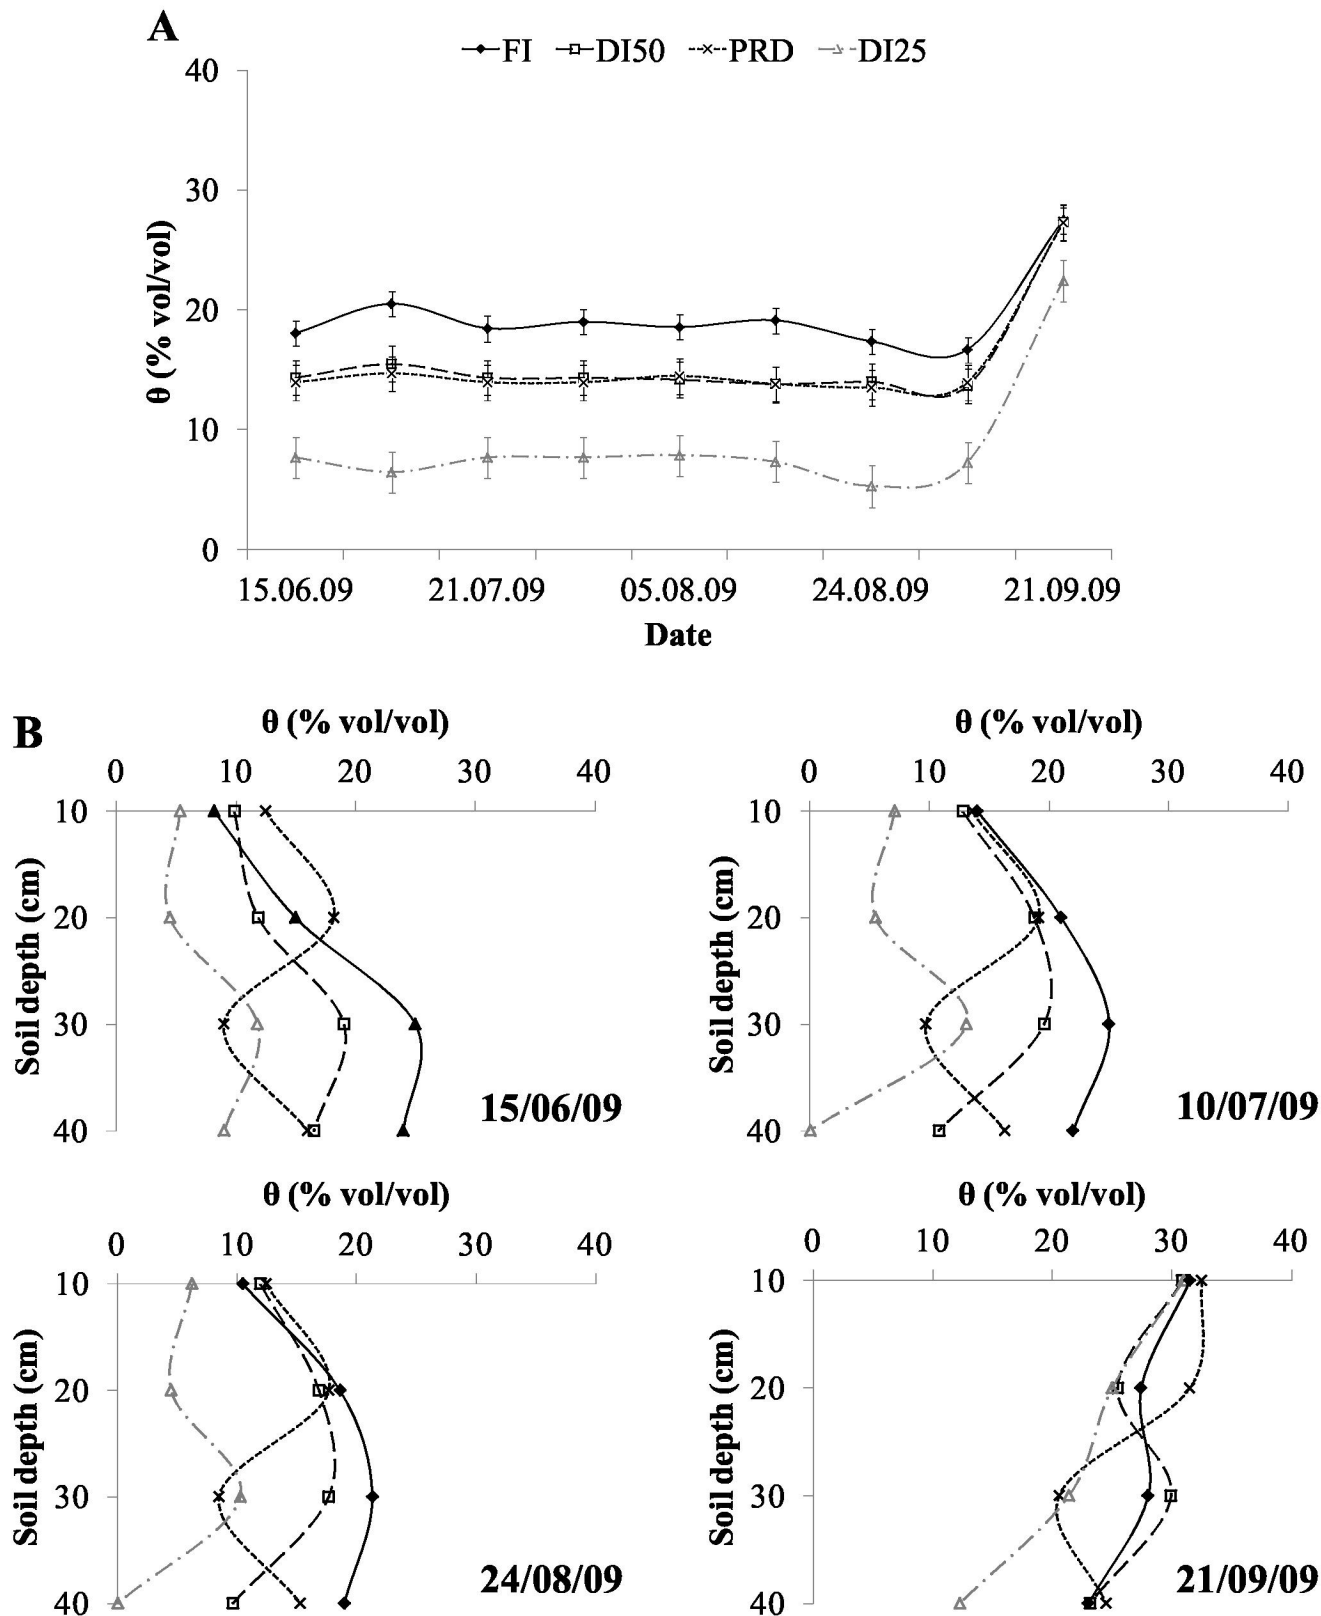 A
FI DI50 PRD DI25
40
30
20
10
0
θ (% vol/vol)
15.06.09 21.07.09 05.08.09 24.08.09 21.09.09
Date
B
θ (% vol/vol)
0 10 20 30 40
10
20
30
40
Soil depth (cm)
15/06/09
θ (% vol/vol)
0 10 20 30 40
10
20
30
40
Soil depth (cm)
10/07/09
θ (% vol/vol)
0 10 20 30 40
10
20
30
40
Soil depth (cm)
24/08/09
θ (% vol/vol)
0 10 20 30 40
10
20
30
40
Soil depth (cm)
21/09/09